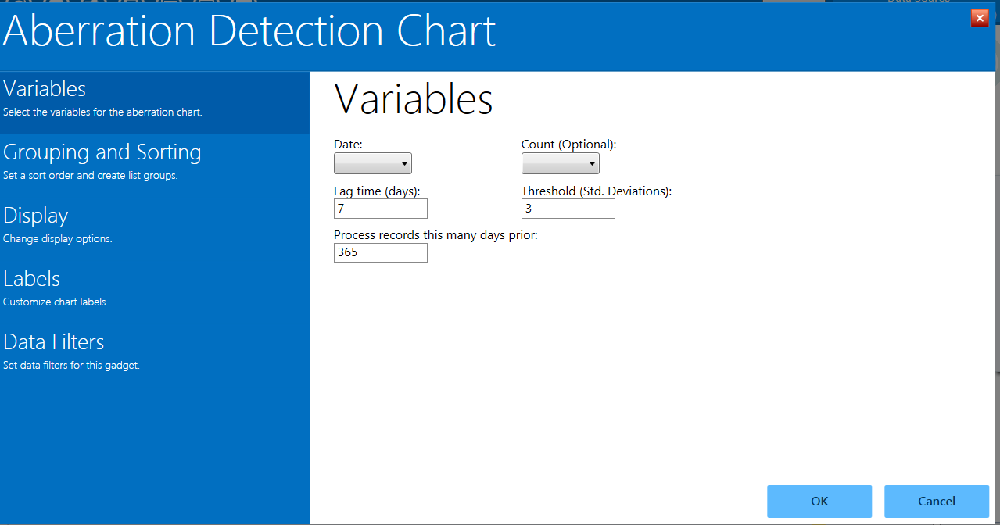 Data Source
Aberration Detection Chart
Variables
Select the variables for the aberration chart.
Grouping and Sorting
Set a sort order and create list groups.
Display
Change display options.
Labels
Customize chart labels.
Data Filters
Set data filters for this gadget.
Variables
Date: Count (Optional):
Lag time (days): Threshold (Std. Deviations):
7 3
Process records this many days prior:
365
OK Cancel